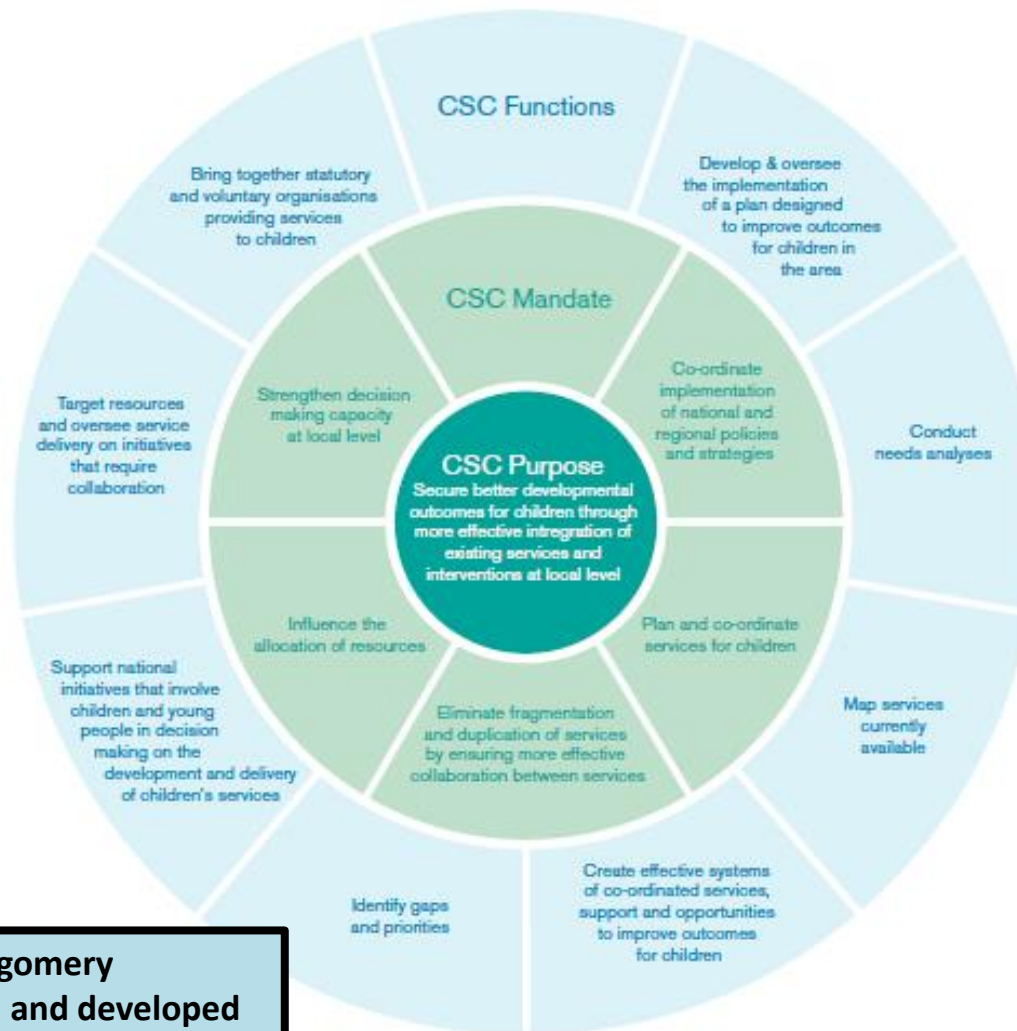 CSC Functions
Develop & oversee
the implementation
of a plan designed
to improve outcomes
for children in
the area
Conduct
needs analyses
Map services
currently
available
Create effective systems
of co-ordinated services,
support and opportunities
to improve outcomes
for children
Identify gaps
and priorities
Support national
initiatives that involve
children and young
people in decision
making on the
development and delivery
of children's services
Target resources
and oversee service
delivery on initiatives
that require
collaboration
Bring together statutory
and voluntary organisations
providing services
to children
CSC Mandate
Co-ordinate
implementation
of national and
regional policies
and strategies
Plan and co-ordinate
services for children
Eliminate fragmentation
and duplication of services
by ensuring more effective
collaboration between services
Influence the
allocation of resources
Strengthen decision
making capacity
at local level
CSC Purpose
Secure better developmental
outcomes for children through
more effective intregration of
existing services and
interventions at local level
gomery
and developed